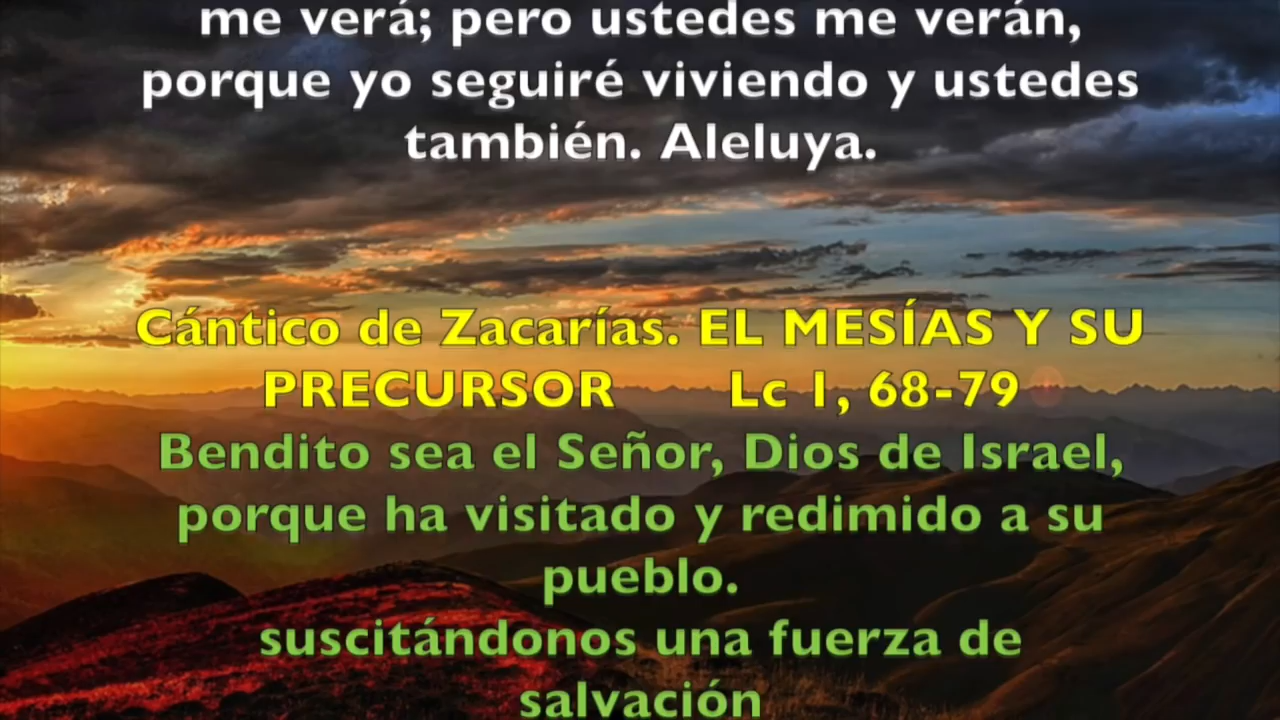 me verá; pero ustedes me verán,
porque yo seguiré viviendo y ustedes
también. Aleluya.
Cántico de Zacarías. EL MESÍAS Y SU
PRECURSOR Lc 1, 68-79
Bendito sea el Señor, Dios de Israel,
porque ha visitado y redimido a su
pueblo.
suscitándonos una fuerza de
salvación